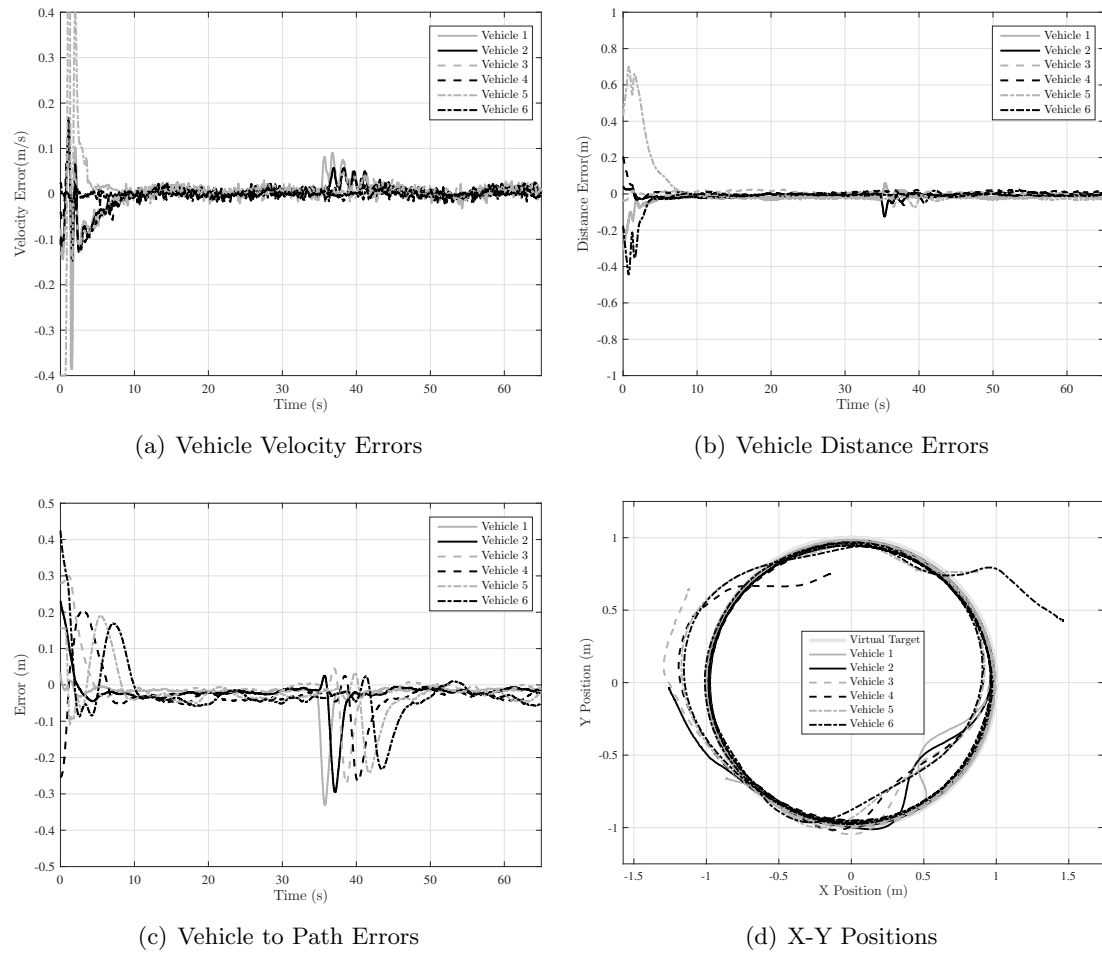 0.4
0.3
0.2
0.1
0
-0.1
-0.2
-0.3
-0.4
Velocity Error(m/s)
0 10 20 30 40 50 60
Time (s)
Vehicle 1
Vehicle 2
Vehicle 3
Vehicle 4
Vehicle 5
Vehicle 6
(a) Vehicle Velocity Errors
1
0.8
0.6
0.4
0.2
0
-0.2
-0.4
-0.6
-0.8
-1
Distance Error(m)
0 10 20 30 40 50 60
Time (s)
Vehicle 1
Vehicle 2
Vehicle 3
Vehicle 4
Vehicle 5
Vehicle 6
(b) Vehicle Distance Errors
0.5
0.4
0.3
0.2
0.1
0
-0.1
-0.2
-0.3
-0.4
-0.5
Error (m)
0 10 20 30 40 50 60
Time (s)
Vehicle 1
Vehicle 2
Vehicle 3
Vehicle 4
Vehicle 5
Vehicle 6
(c) Vehicle to Path Errors
1
0.5
0
-0.5
-1
Y Position (m)
-1.5 -1 -0.5 0 0.5 1 1.5
X Position (m)
Virtual Target
Vehicle 1
Vehicle 2
Vehicle 3
Vehicle 4
Vehicle 5
Vehicle 6
(d) X-Y Positions